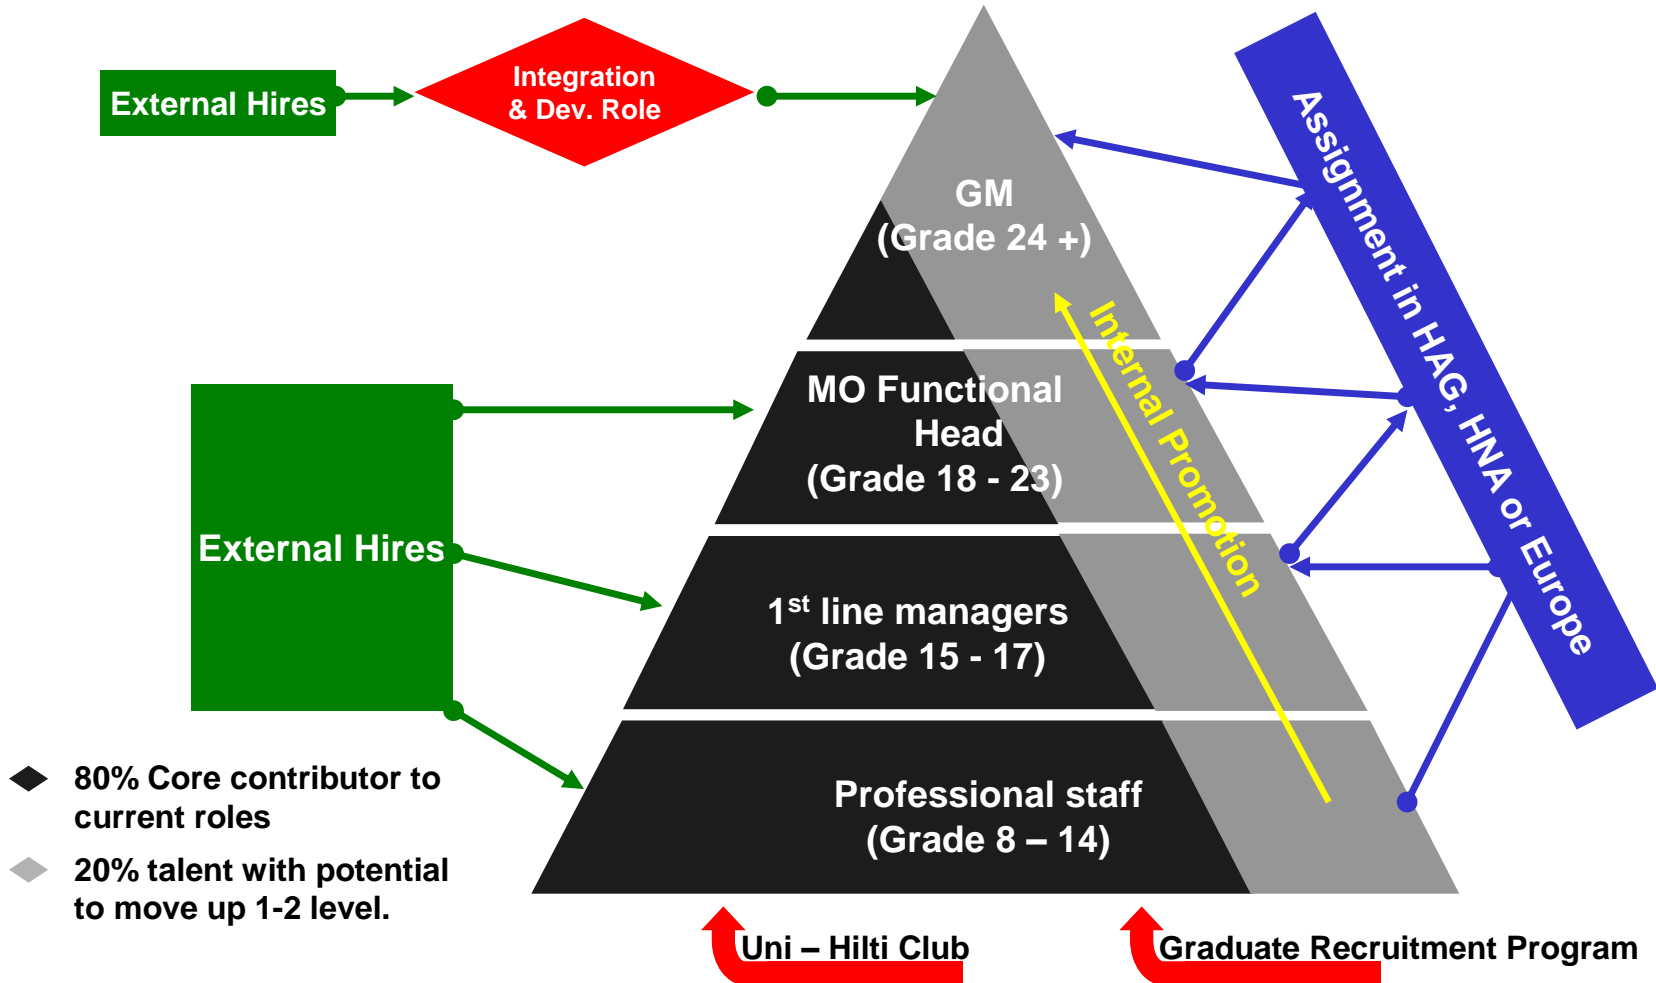 External Hires
Integration
& Dev. Role
GM
(Grade 24 +)
Assignment in HAG, HNA or Europe
Internal Promotion
MO Functional
Head
(Grade 18 - 23)
External Hires
1st line managers
(Grade 15 - 17)
Professional staff
(Grade 8 – 14)
80% Core contributor to
current roles
20% talent with potential
to move up 1-2 level.
Uni – Hilti Club
Graduate Recruitment Program